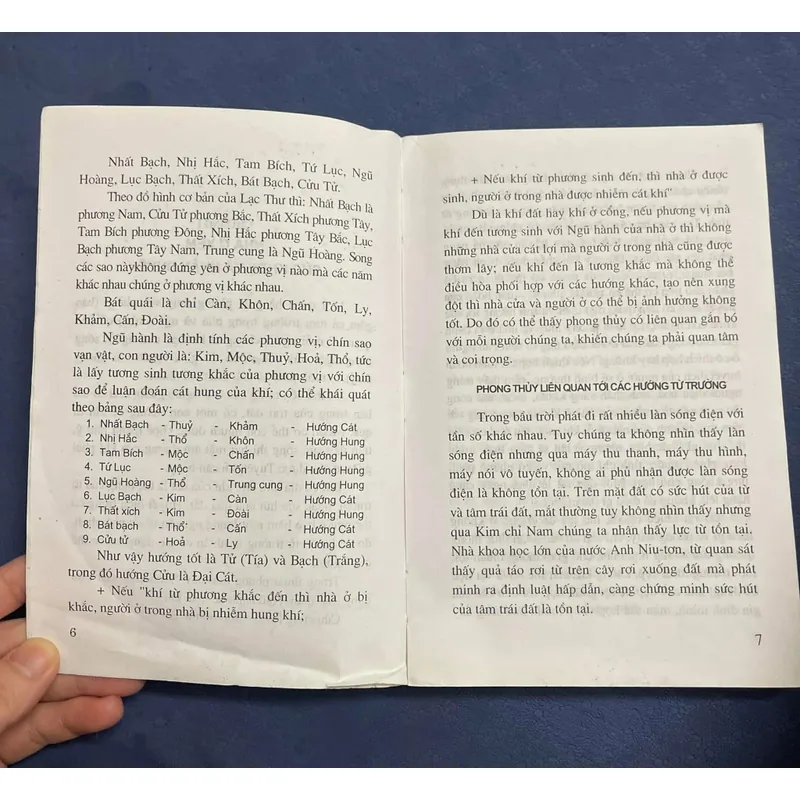 Nhất Bạch, Nhị Hắc, Tam Bích, Tứ Lục, Ngũ
Hoàng, Lục Bạch, Thất Xích, Bát Bạch, Cửu Tử.
Theo đồ hình cơ bản của Lạc Thư thì: Nhất Bạch là
phương Nam, Cửu Tử phương Bắc, Thất Xích phương Tây,
Tam Bích phương Đông, Nhị Hắc phương Tây Bắc, Lục
Bạch phương Tây Nam, Trung cung là Ngũ Hoàng. Song
các sao nàykhông đứng yên ở phương vị nào mà các năm
khác nhau chúng ở phương vị khác nhau.
Bát quái là chỉ Càn, Khôn, Chấn, Tốn, Ly,
Khảm, Cấn, Đoài.
Ngũ hành là định tính các phương vị, chín sao
vạn vật, con người là: Kim, Mộc, Thuỷ, Hoả, Thổ, tức
là lấy tương sinh tương khắc của phương vị với chín
sao để luận đoán cát hung của khí; có thể khái quát
theo bảng sau đây:
1. Nhất Bạch - Thuỷ - Khảm - Hướng Cát
2. Nhị Hắc - Thổ - Khôn - Hướng Hung
3. Tam Bích - Mộc - Chấn - Hướng Hung
4. Tứ Lục - Mộc - Tốn - Hướng Hung
5. Ngũ Hoàng - Thổ - Trung cung - Hướng Hung
6. Lục Bạch - Kim - Càn - Hướng Cát
7. Thất xích - Kim - Đoài - Hướng Hung
8. Bát bạch - Thổ - Cấn - Hướng Cát
9. Cửu tử - Hoả - Ly - Hướng Cát
Như vậy hướng tốt là Tử (Tía) và Bạch (Trắng),
trong đó hướng Cửu là Đại Cát.
+ Nếu "khí từ phương khắc đến thì nhà ở bị
khắc, người ở trong nhà bị nhiễm hung khí;
6
+ Nếu khí từ phương sinh đến, thì nhà ở được
sinh, người ở trong nhà được nhiễm cát khí"
Dù là khí đất hay khí ở cổng, nếu phương vị mà
khí đến tương sinh với Ngũ hành của nhà ở thì không
những nhà cửa cát lợi mà người ở trong nhà cũng được
thơm lây; nếu khí đến là tương khắc mà không thể
điều hòa phối hợp với các hướng khác, tạo nên xung
đột thì nhà cửa và người ở có thể bị ảnh hưởng không
tốt. Do đó có thể thấy phong thủy có liên quan gắn bó
với mỗi người chúng ta, khiến chúng ta phải quan tâm
và coi trọng.
PHONG THỦY LIÊN QUAN TỚI CÁC HƯỚNG TỪ TRƯỜNG
Trong bầu trời phát đi rất nhiều làn sóng điện với
tần số khác nhau. Tuy chúng ta không nhìn thấy làn
sóng điện nhưng qua máy thu thanh, máy thu hình,
máy nói vô tuyến, không ai phủ nhận được làn sóng
điện là không tồn tại. Trên mặt đất có sức hút của từ
và tâm trái đất, mắt thường tuy không nhìn thấy nhưng
qua Kim chỉ Nam chúng ta nhận thấy lực từ tồn tại.
Nhà khoa học lớn của nước Anh Niu-tơn, từ quan sát
thấy quả táo rơi từ trên cây rơi xuống đất mà phát
minh ra định luật hấp dẫn, càng chứng minh sức hút
của tâm trái đất là tồn tại.
7